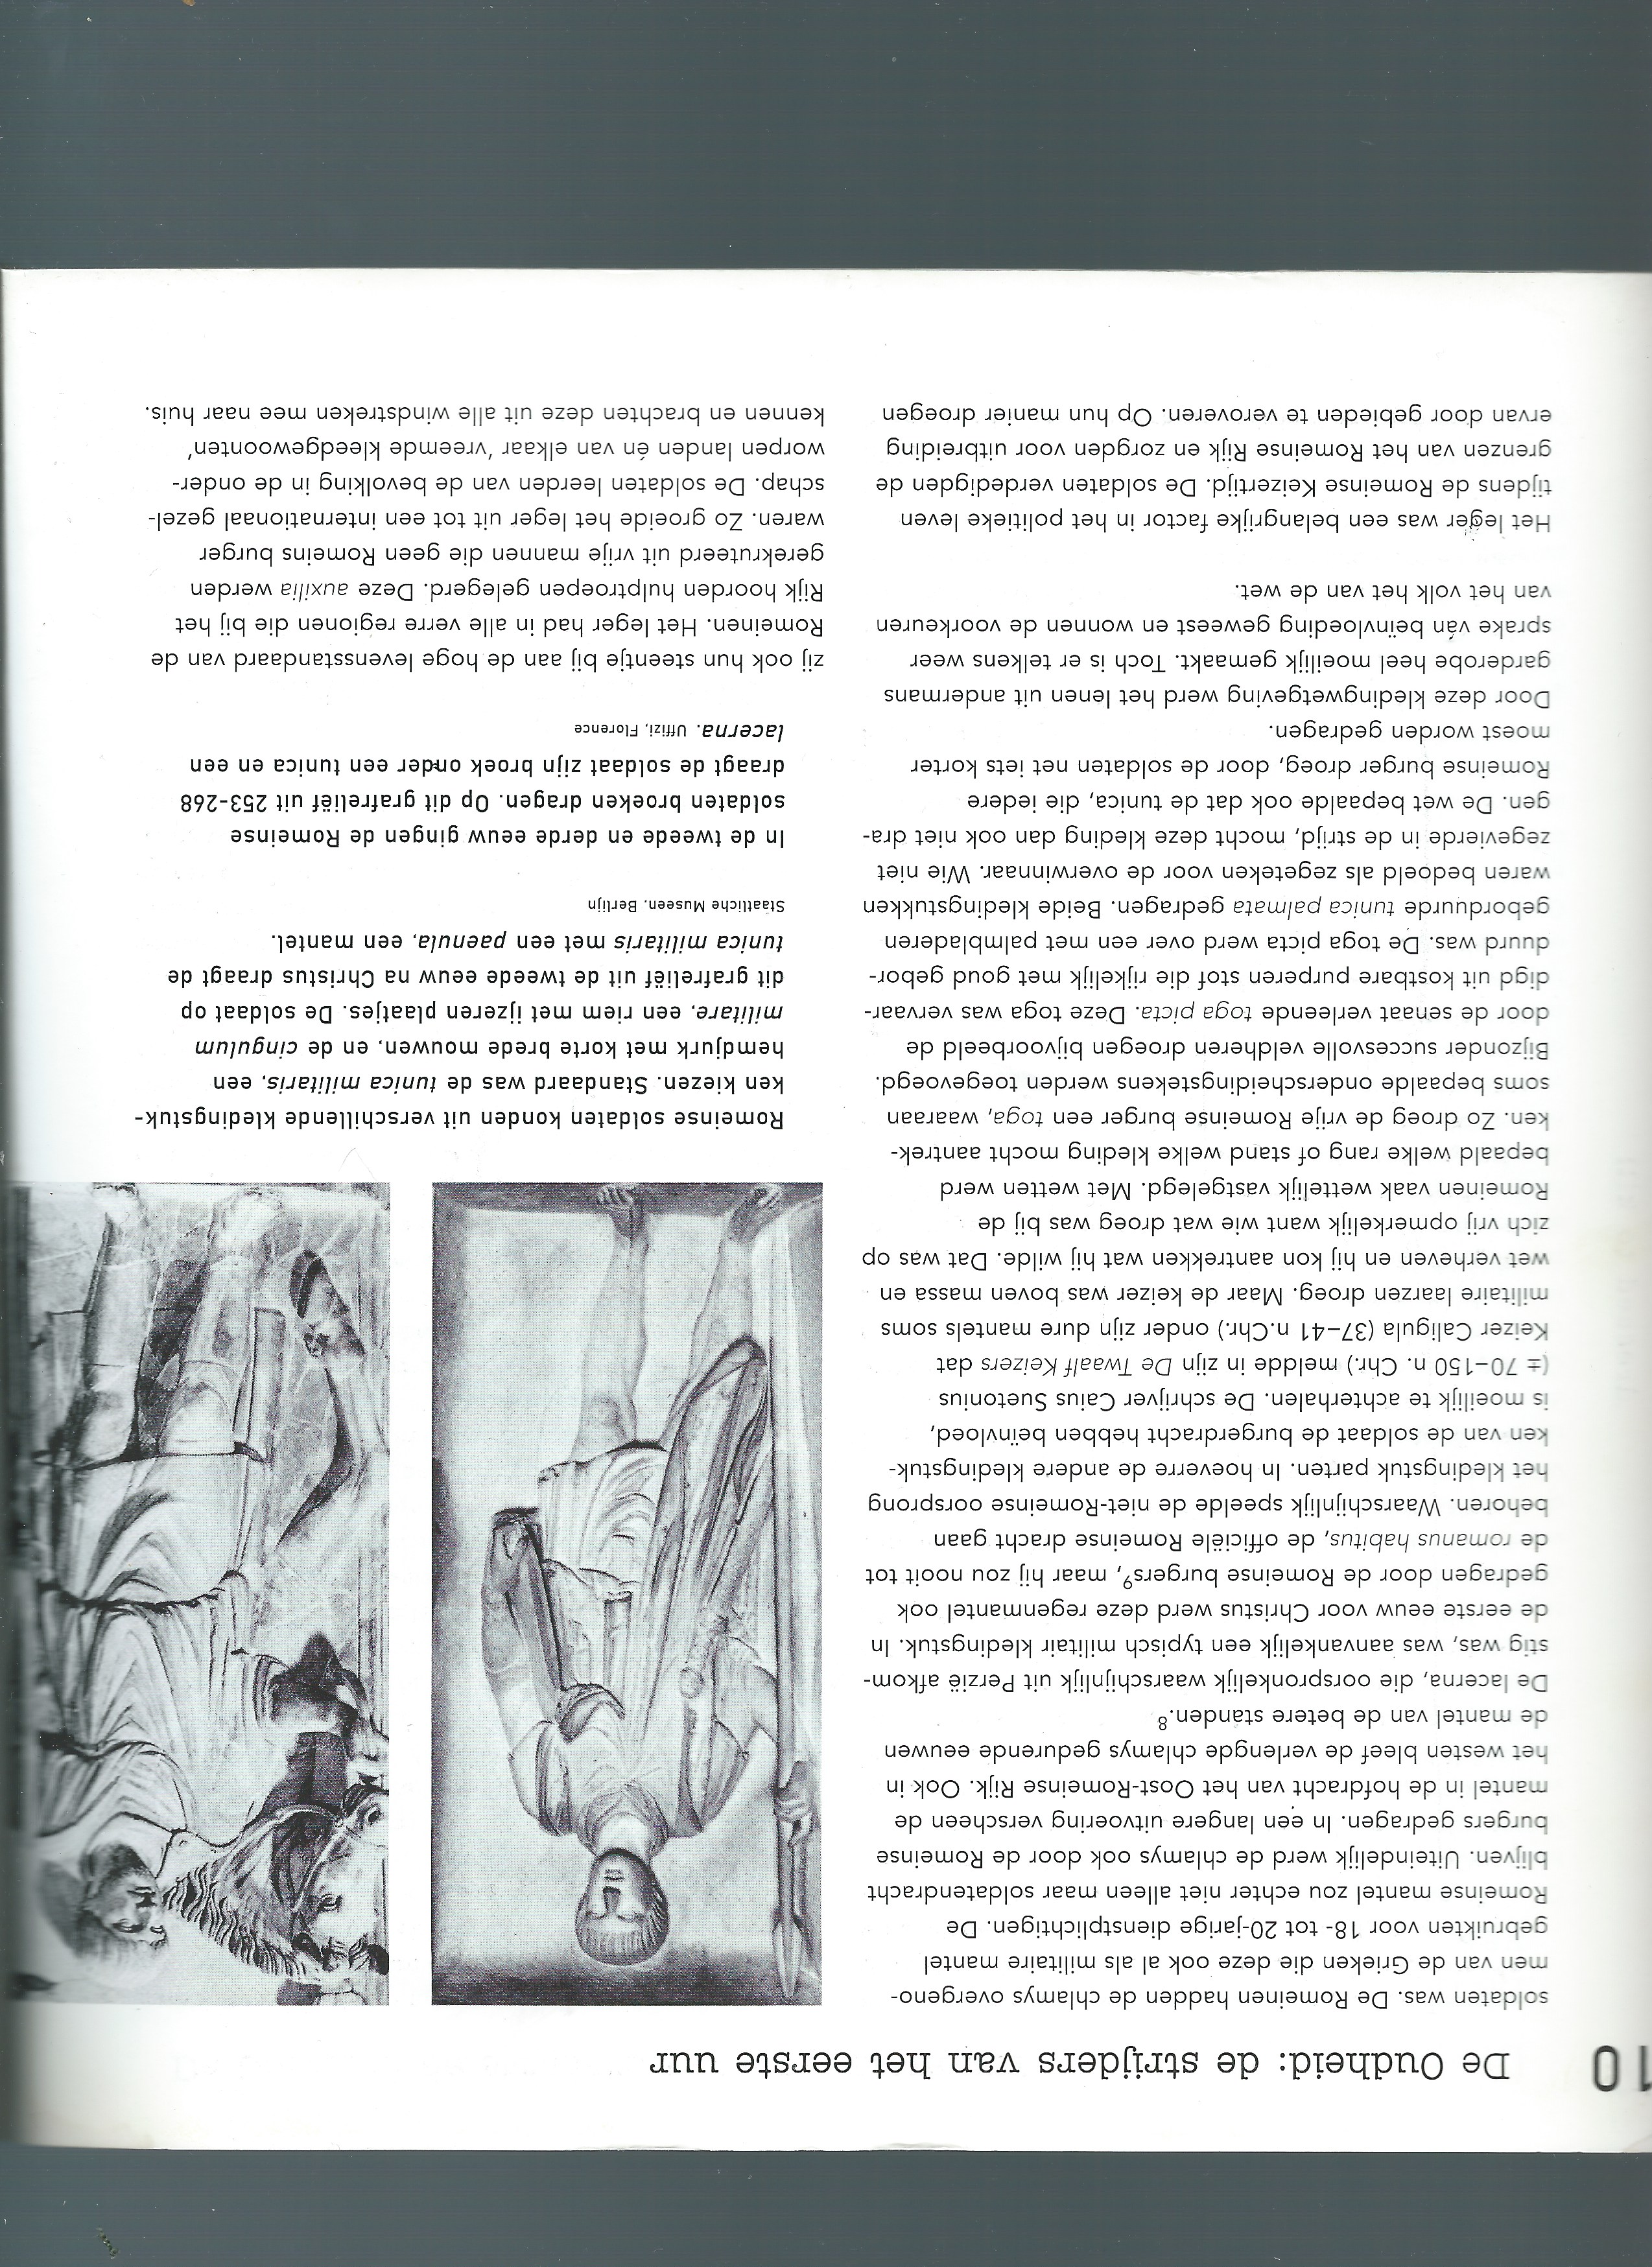 10
De Oudheid: de strijders van het eerste uur
soldaten was. De Romeinen hadden de chlamys overgeno-
men van de Grieken die deze ook al als militaire mantel
gebruikten voor 18- tot 20-jarige dienstplichtigen. De
Romeinse mantel zou echter niet alleen maar soldatendracht
blijven. Uiteindelijk werd de chlamys ook door de Romeinse
burgers gedragen. In een langere uitvoering verscheen de
mantel in de hofdracht van het Oost-Romeinse Rijk. Ook in
het westen bleef de verlengde chlamys gedurende eeuwen
de mantel van de betere standen.⁸
De lacerna, die oorspronkelijk waarschijnlijk uit Perzië afkom-
stig was, was aanvankelijk een typisch militair kledingstuk. In
de eerste eeuw voor Christus werd deze regenmantel ook
gedragen door de Romeinse burgers⁹, maar hij zou nooit tot
de romanus habitus, de officiële Romeinse dracht gaan
behoren. Waarschijnlijk speelde de niet-Romeinse oorsprong
het kledingstuk parten. In hoeverre de andere kledingstuk-
ken van de soldaat de burgerdracht hebben beïnvloed,
is moeilijk te achterhalen. De schrijver Caius Suetonius
(± 70–150 n. Chr.) meldde in zijn De Twaalf Keizers dat
Keizer Caligula (37–41 n.Chr.) onder zijn dure mantels soms
militaire laarzen droeg. Maar de keizer was boven massa en
wet verheven en hij kon aantrekken wat hij wilde. Dat was op
zich vrij opmerkelijk want wie wat droeg was bij de
Romeinen vaak wettelijk vastgelegd. Met wetten werd
bepaald welke rang of stand welke kleding mocht aantrek-
ken. Zo droeg de vrije Romeinse burger een toga, waaraan
soms bepaalde onderscheidingstekens werden toegevoegd.
Bijzonder succesvolle veldheren droegen bijvoorbeeld de
door de senaat verleende toga picta. Deze toga was vervaar-
digd uit kostbare purperen stof die rijkelijk met goud gebor-
duurd was. De toga picta werd over een met palmbladeren
geborduurde tunica palmata gedragen. Beide kledingstukken
waren bedoeld als zegeteken voor de overwinnaar. Wie niet
zegevierde in de strijd, mocht deze kleding dan ook niet dra-
gen. De wet bepaalde ook dat de tunica, die iedere
Romeinse burger droeg, door de soldaten net iets korter
moest worden gedragen.
Door deze kledingwetgeving werd het lenen uit andermans
garderobe heel moeilijk gemaakt. Toch is er telkens weer
sprake van beïnvloeding geweest en wonnen de voorkeuren
van het volk het van de wet.
Het leger was een belangrijke factor in het politieke leven
tijdens de Romeinse Keizertijd. De soldaten verdedigden de
grenzen van het Romeinse Rijk en zorgden voor uitbreiding
ervan door gebieden te veroveren. Op hun manier droegen
Romeinse soldaten konden uit verschillende kledingstuk-
ken kiezen. Standaard was de tunica militaris, een
hemdjurk met korte brede mouwen, en de cingulum
militare, een riem met ijzeren plaatjes. De soldaat op
dit grafreliëf uit de tweede eeuw na Christus draagt de
tunica militaris met een paenula, een mantel.
Staatliche Museen, Berlijn
In de tweede en derde eeuw gingen de Romeinse
soldaten broeken dragen. Op dit grafreliëf uit 253-268
draagt de soldaat zijn broek onder een tunica en een
lacerna. Uffizi, Florence
zij ook hun steentje bij aan de hoge levensstandaard van de
Romeinen. Het leger had in alle verre regionen die bij het
Rijk hoorden hulptroepen gelegerd. Deze auxilia werden
gerekruteerd uit vrije mannen die geen Romeins burger
waren. Zo groeide het leger uit tot een internationaal gezel-
schap. De soldaten leerden van de bevolking in de onder-
worpen landen én van elkaar 'vreemde kleedgewoonten'
kennen en brachten deze uit alle windstreken mee naar huis.